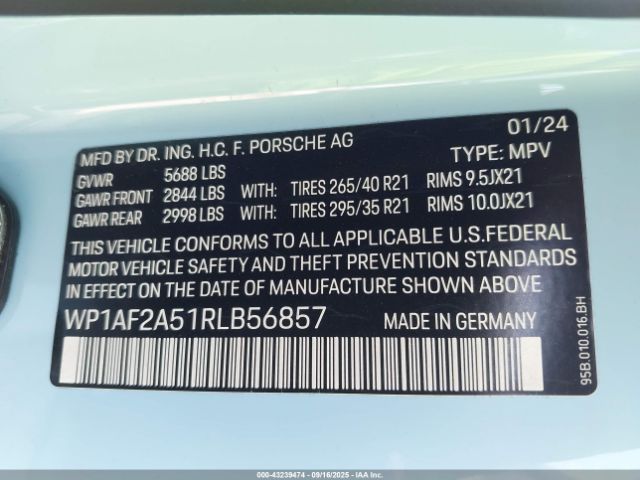 MFD BY DR. ING. H.C. F. PORSCHE AG 01/24
GVWR 5688 LBS TYPE: MPV
GAWR FRONT 2844 LBS WITH: TIRES 265/40 R21 RIMS 9.5JX21
GAWR REAR 2998 LBS WITH: TIRES 295/35 R21 RIMS 10.0JX21
THIS VEHICLE CONFORMS TO ALL APPLICABLE U.S.FEDERAL
MOTOR VEHICLE SAFETY AND THEFT PREVENTION STANDARDS
IN EFFECT ON THE DATE OF MANUFACTURE SHOWN ABOVE.
WP1AF2A51RLB56857 MADE IN GERMANY
95B.010.016.BH
000-43239474 - 09/16/2025 - IAAI.COM